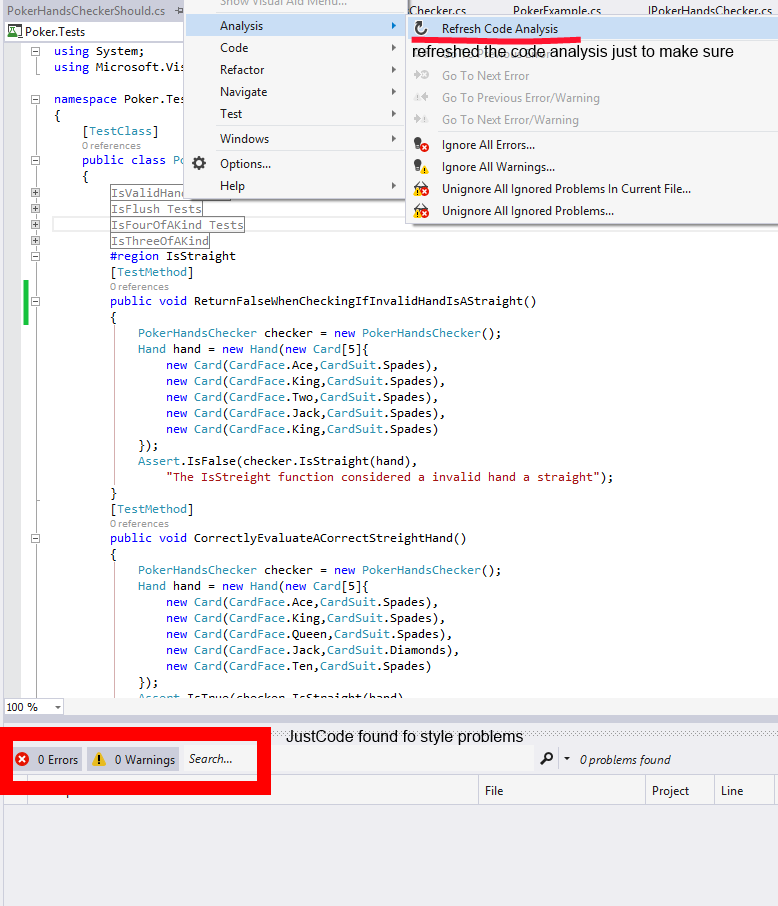 PokerHandsCheckerShould.cs
Show Visual Aid Menu...
Checker.cs PokerExample.cs IPokerHandsChecker.cs
Poker.Tests
Analysis
Refresh Code Analysis
refreshed the code analysis just to make sure
Code
Refactor
Go To Next Error
Navigate
Go To Previous Error/Warning
Test
Go To Next Error/Warning
Windows
Ignore All Errors...
Options...
Ignore All Warnings...
Help
Unignore All Ignored Problems In Current File...
Unignore All Ignored Problems...
using System;
using Microsoft.Vis
namespace Poker.Tes
{
[TestClass]
0 references
public class Po
{
IsValidHand
IsFlush Tests
IsFourOfAKind Tests
IsThreeOfAKind
#region IsStraight
[TestMethod]
0 references
public void ReturnFalseWhenCheckingIfInvalidHandIsAStraight()
{
PokerHandsChecker checker = new PokerHandsChecker();
Hand hand = new Hand(new Card[5]{
new Card(CardFace.Ace,CardSuit.Spades),
new Card(CardFace.King,CardSuit.Spades),
new Card(CardFace.Two,CardSuit.Spades),
new Card(CardFace.Jack,CardSuit.Spades),
new Card(CardFace.King,CardSuit.Spades)
});
Assert.IsFalse(checker.IsStraight(hand),
"The IsStreight function considered a invalid hand a straight");
}
[TestMethod]
0 references
public void CorrectlyEvaluateACorrectStreightHand()
{
PokerHandsChecker checker = new PokerHandsChecker();
Hand hand = new Hand(new Card[5]{
new Card(CardFace.Ace,CardSuit.Spades),
new Card(CardFace.King,CardSuit.Spades),
new Card(CardFace.Queen,CardSuit.Spades),
new Card(CardFace.Jack,CardSuit.Diamonds),
new Card(CardFace.Ten,CardSuit.Spades)
});
Assert.IsTrue(checker.IsStraight(hand)
100 %
JustCode found fo style problems
0 Errors 0 Warnings Search... 0 problems found
File Project Line